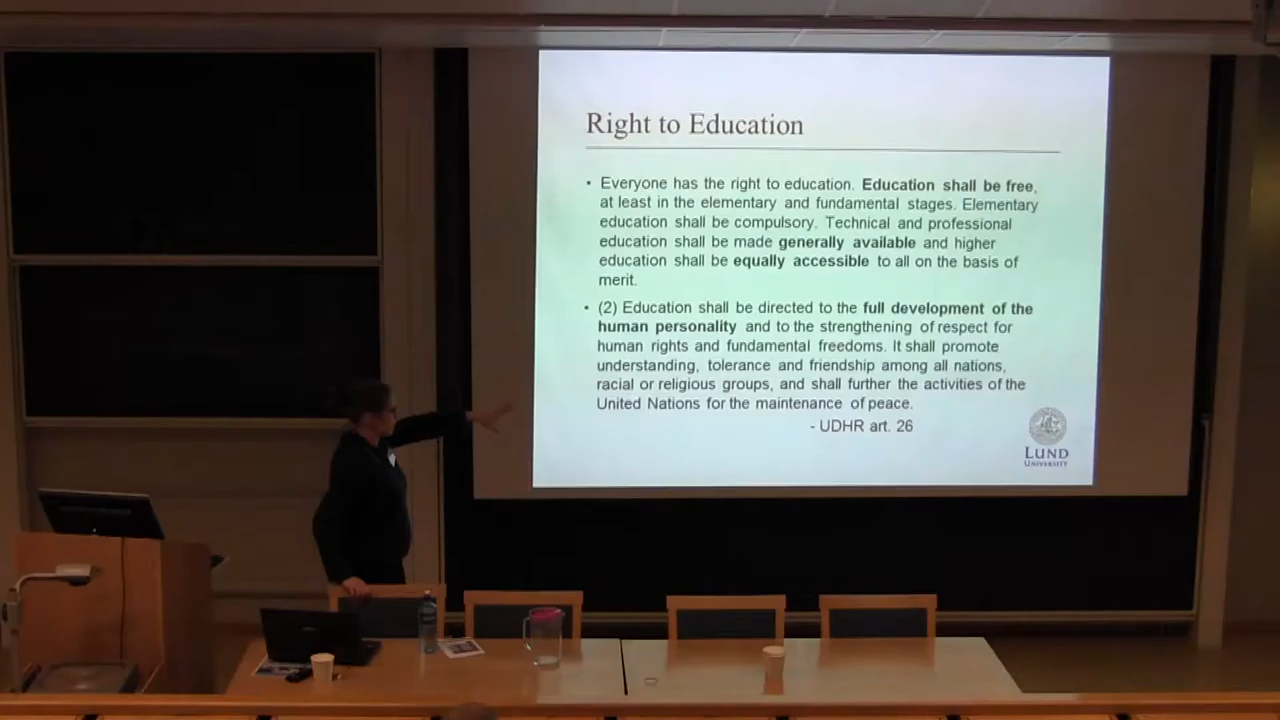 Right to Education
• Everyone has the right to education. Education shall be free,
at least in the elementary and fundamental stages. Elementary
education shall be compulsory. Technical and professional
education shall be made generally available and higher
education shall be equally accessible to all on the basis of
merit.
• (2) Education shall be directed to the full development of the
human personality and to the strengthening of respect for
human rights and fundamental freedoms. It shall promote
understanding, tolerance and friendship among all nations,
racial or religious groups, and shall further the activities of the
United Nations for the maintenance of peace.
- UDHR art. 26
LUND
UNIVERSITY